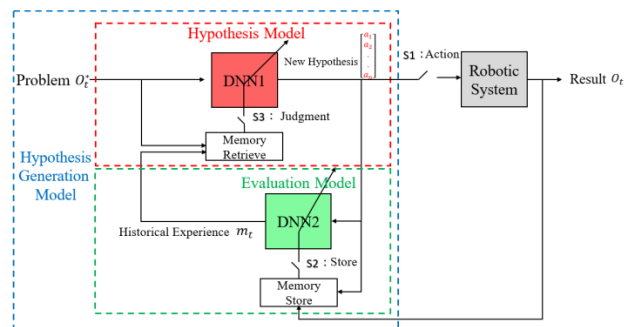 Hypothesis Model
Problem O*t
DNN1
New Hypothesis
a1
a2
.
.
an
S1：Action
Robotic
System
Result ot
S3： Judgment
Memory
Retrieve
Hypothesis
Generation
Model
Evaluation Model
DNN2
Historical Experience mt
S2：Store
Memory
Store